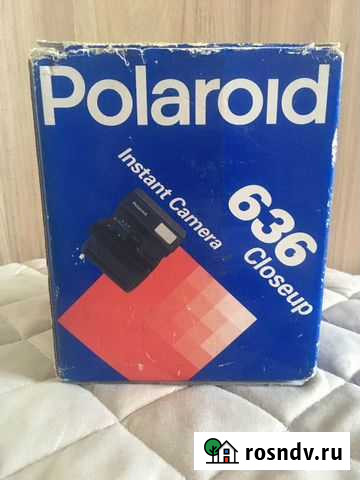 Polaroid
Instant Camera
636
Closeup
rosndv.ru